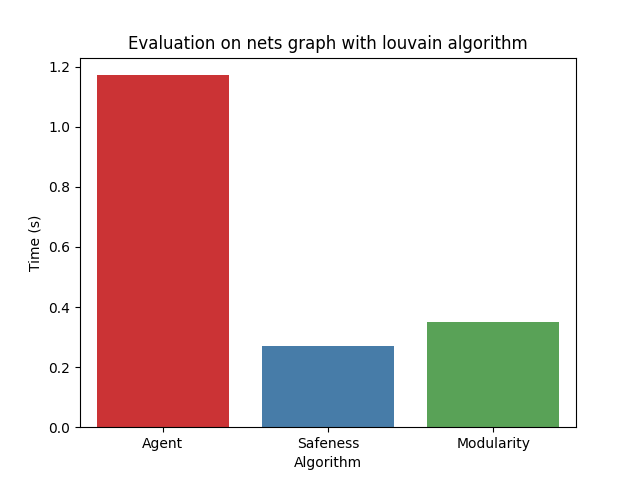 Evaluation on nets graph with louvain algorithm
1.2
1.0
0.8
0.6
0.4
0.2
0.0
Time (s)
Agent
Safeness
Modularity
Algorithm